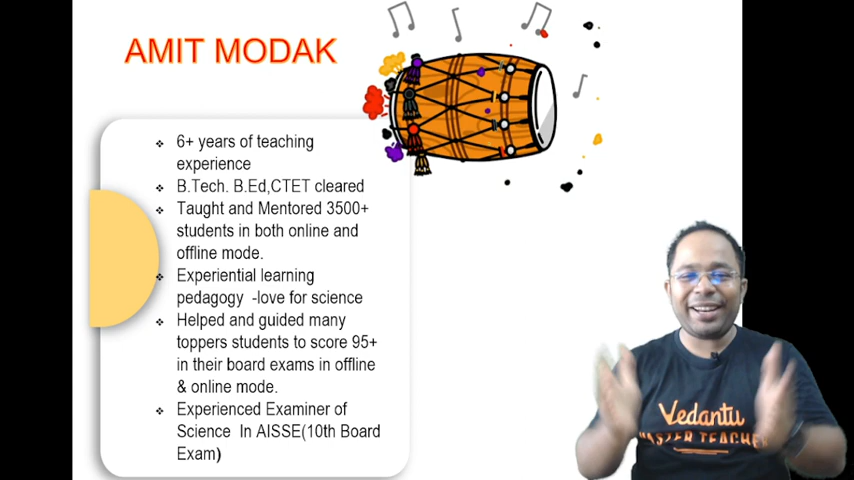 AMIT MODAK
6+ years of teaching
experience
B.Tech. B.Ed,CTET cleared
Taught and Mentored 3500+
students in both online and
offline mode.
Experiential learning
pedagogy -love for science
Helped and guided many
toppers students to score 95+
in their board exams in offline
& online mode.
Experienced Examiner of
Science In AISSE(10th Board
Exam)
Vedantu
MASTER TEACHER